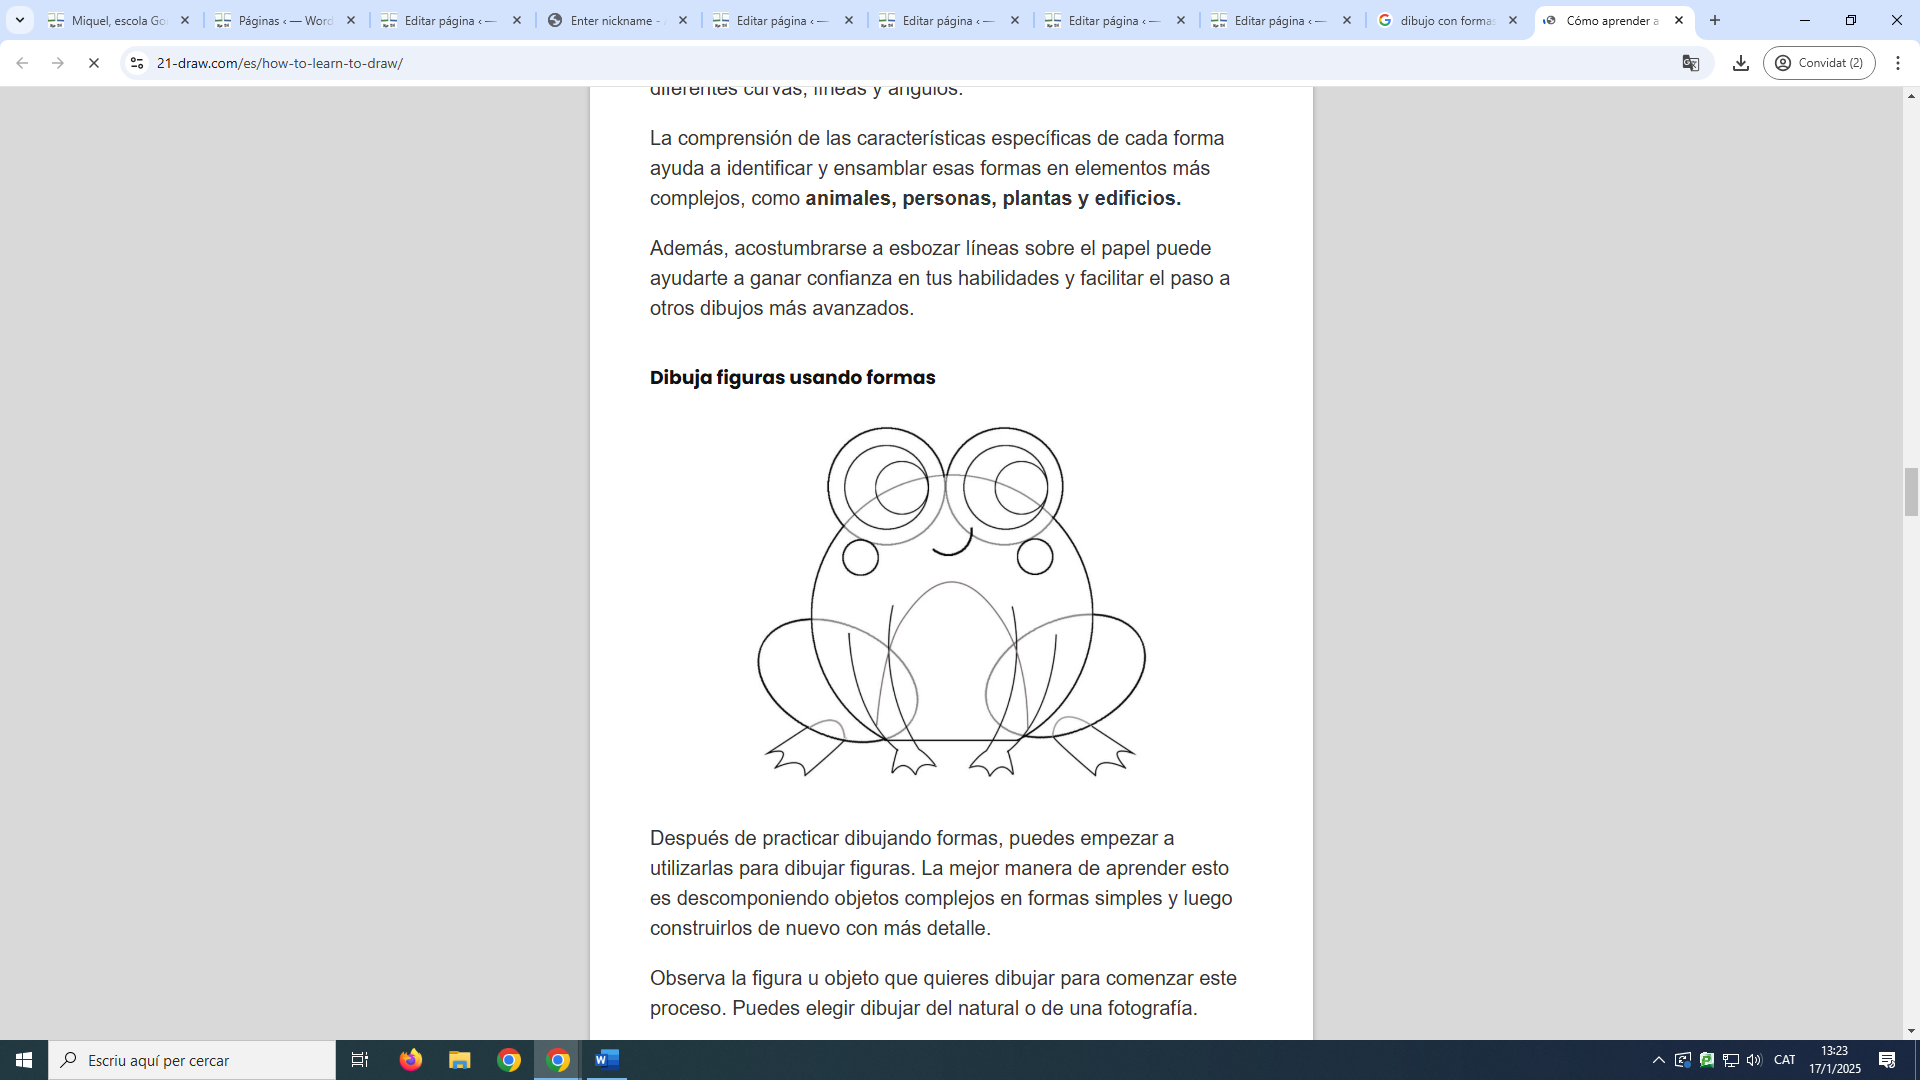 Miquel, escola Go
Páginas ‹ — Word
Editar página ‹ —
Enter nickname -
Editar página ‹ —
Editar página ‹ —
Editar página ‹ —
Editar página ‹ —
dibujo con formas
Cómo aprender a
21-draw.com/es/how-to-learn-to-draw/
Convidat (2)
diferentes curvas, líneas y ángulos.
La comprensión de las características específicas de cada forma
ayuda a identificar y ensamblar esas formas en elementos más
complejos, como animales, personas, plantas y edificios.
Además, acostumbrarse a esbozar líneas sobre el papel puede
ayudarte a ganar confianza en tus habilidades y facilitar el paso a
otros dibujos más avanzados.
Dibuja figuras usando formas
Después de practicar dibujando formas, puedes empezar a
utilizarlas para dibujar figuras. La mejor manera de aprender esto
es descomponiendo objetos complejos en formas simples y luego
construirlos de nuevo con más detalle.
Observa la figura u objeto que quieres dibujar para comenzar este
proceso. Puedes elegir dibujar del natural o de una fotografía.
Escriu aquí per cercar
CAT
13:23
17/1/2025